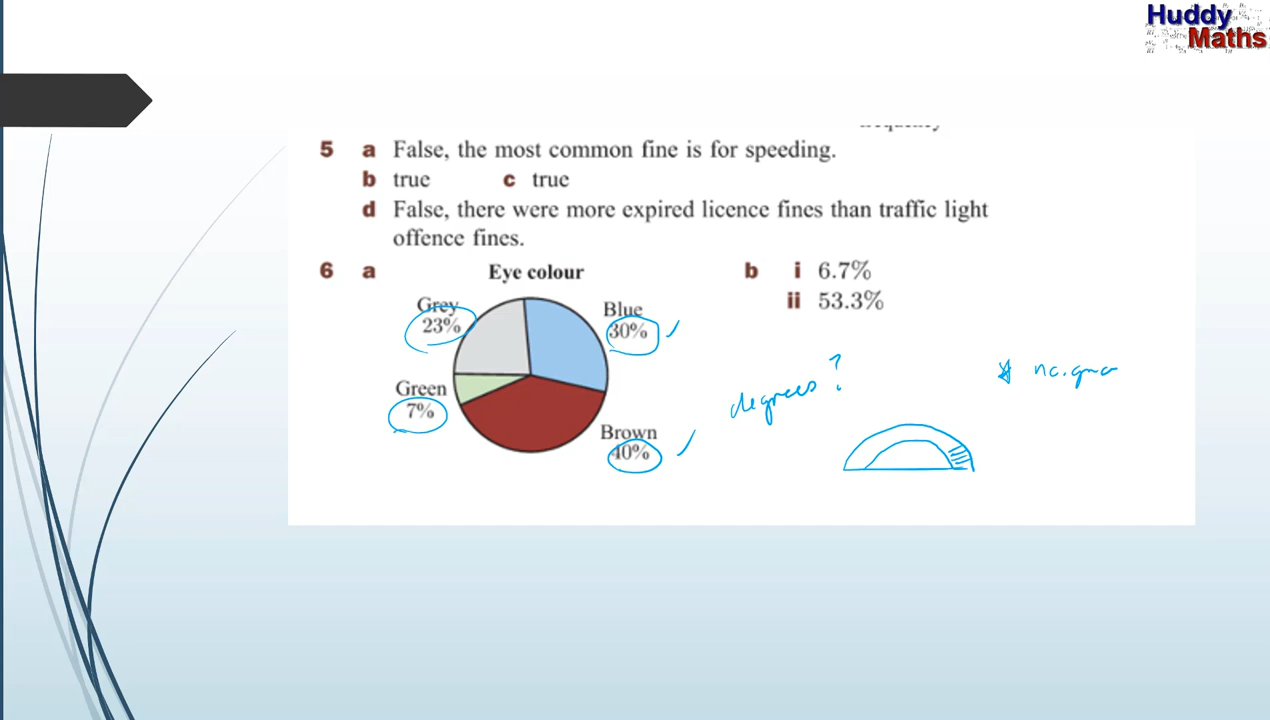 Huddy
Maths
5 a False, the most common fine is for speeding.
b true c true
d False, there were more expired licence fines than traffic light
offence fines.
6 a Eye colour b i 6.7%
ii 53.3%
Grey
23%
Blue
30%
Green
7%
Brown
40%
degrees?